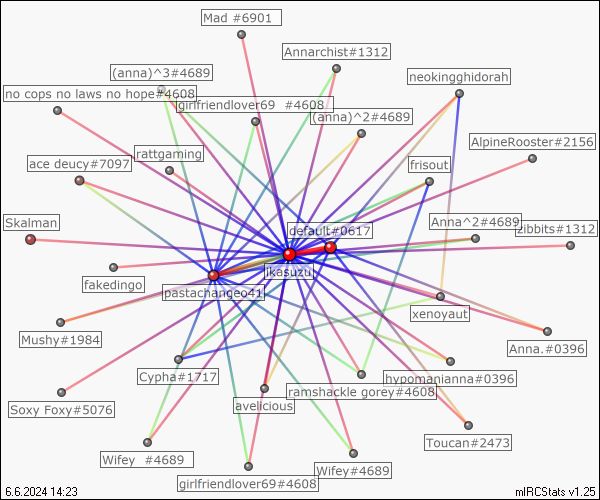 Mad #6901
Annarchist#1312
(anna)^3#4689
neokingghidorah
no cops no laws no hope#4608
girlfriendlover69 #4608
(anna)^2#4689
AlpineRooster#2156
rattgaming
ace deucy#7097
frisout
Skalman
Anna^2#4689
zibbits#1312
default#0617
jkasuzu
fakedingo
pastachangeo41
xenoyaut
Mushy#1984
Anna.#0396
Cypha#1717
hypomanianna#0396
ramshackle gorey#4608
Soxy Foxy#5076
avelicious
Toucan#2473
Wifey #4689
Wifey#4689
girlfriendlover69#4608
6.6.2024 14:23
mIRCStats v1.25